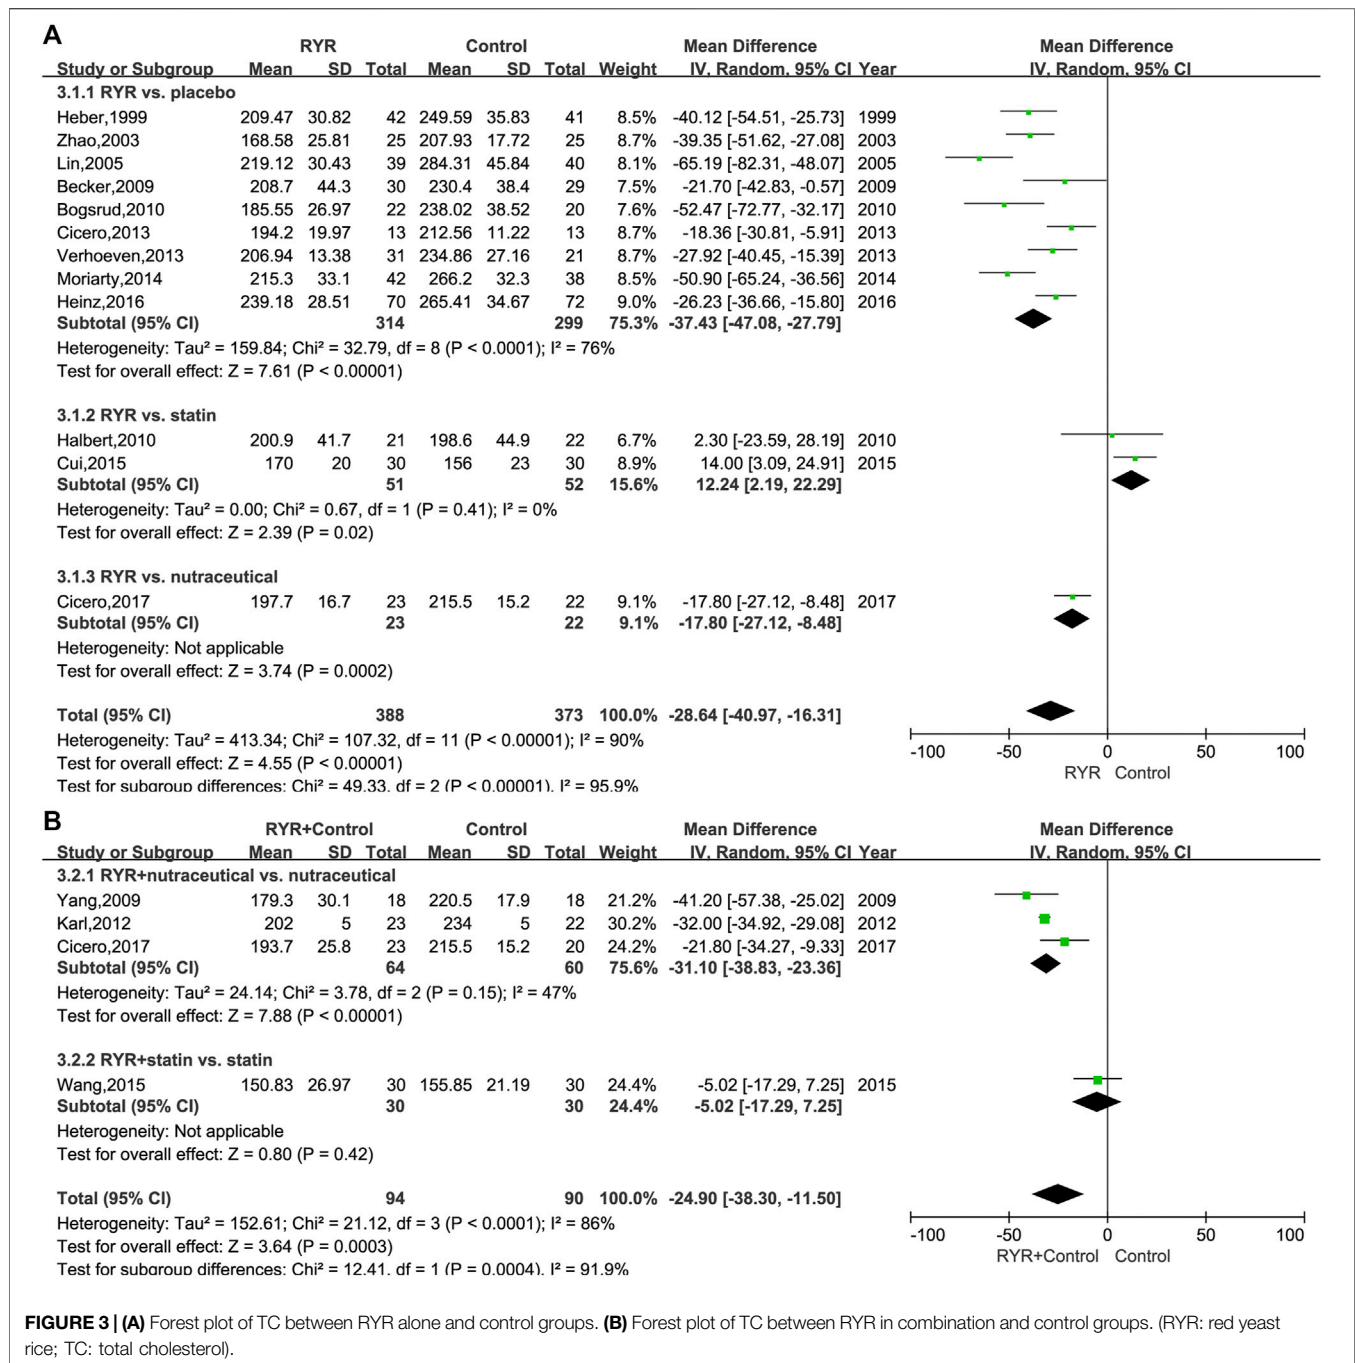 A
RYR Control Mean Difference Mean Difference
Study or Subgroup Mean SD Total Mean SD Total Weight IV, Random, 95% CI Year IV, Random, 95% CI
3.1.1 RYR vs. placebo
Heber,1999 209.47 30.82 42 249.59 35.83 41 8.5% -40.12 [-54.51, -25.73] 1999
Zhao,2003 168.58 25.81 25 207.93 17.72 25 8.7% -39.35 [-51.62, -27.08] 2003
Lin,2005 219.12 30.43 39 284.31 45.84 40 8.1% -65.19 [-82.31, -48.07] 2005
Becker,2009 208.7 44.3 30 230.4 38.4 29 7.5% -21.70 [-42.83, -0.57] 2009
Bogsrud,2010 185.55 26.97 22 238.02 38.52 20 7.6% -52.47 [-72.77, -32.17] 2010
Cicero,2013 194.2 19.97 13 212.56 11.22 13 8.7% -18.36 [-30.81, -5.91] 2013
Verhoeven,2013 206.94 13.38 31 234.86 27.16 21 8.7% -27.92 [-40.45, -15.39] 2013
Moriarty,2014 215.3 33.1 42 266.2 32.3 38 8.5% -50.90 [-65.24, -36.56] 2014
Heinz,2016 239.18 28.51 70 265.41 34.67 72 9.0% -26.23 [-36.66, -15.80] 2016
Subtotal (95% CI) 314 299 75.3% -37.43 [-47.08, -27.79]
Heterogeneity: Tau² = 159.84; Chi² = 32.79, df = 8 (P < 0.0001); I² = 76%
Test for overall effect: Z = 7.61 (P < 0.00001)
3.1.2 RYR vs. statin
Halbert,2010 200.9 41.7 21 198.6 44.9 22 6.7% 2.30 [-23.59, 28.19] 2010
Cui,2015 170 20 30 156 23 30 8.9% 14.00 [3.09, 24.91] 2015
Subtotal (95% CI) 51 52 15.6% 12.24 [2.19, 22.29]
Heterogeneity: Tau² = 0.00; Chi² = 0.67, df = 1 (P = 0.41); I² = 0%
Test for overall effect: Z = 2.39 (P = 0.02)
3.1.3 RYR vs. nutraceutical
Cicero,2017 197.7 16.7 23 215.5 15.2 22 9.1% -17.80 [-27.12, -8.48] 2017
Subtotal (95% CI) 23 22 9.1% -17.80 [-27.12, -8.48]
Heterogeneity: Not applicable
Test for overall effect: Z = 3.74 (P = 0.0002)
Total (95% CI) 388 373 100.0% -28.64 [-40.97, -16.31]
Heterogeneity: Tau² = 413.34; Chi² = 107.32, df = 11 (P < 0.00001); I² = 90%
Test for overall effect: Z = 4.55 (P < 0.00001)
Test for subgroup differences: Chi² = 49.33, df = 2 (P < 0.00001), I² = 95.9%
-100 -50 0 50 100
RYR Control
B
RYR+Control Control Mean Difference Mean Difference
Study or Subgroup Mean SD Total Mean SD Total Weight IV, Random, 95% CI Year IV, Random, 95% CI
3.2.1 RYR+nutraceutical vs. nutraceutical
Yang,2009 179.3 30.1 18 220.5 17.9 18 21.2% -41.20 [-57.38, -25.02] 2009
Karl,2012 202 5 23 234 5 22 30.2% -32.00 [-34.92, -29.08] 2012
Cicero,2017 193.7 25.8 23 215.5 15.2 20 24.2% -21.80 [-34.27, -9.33] 2017
Subtotal (95% CI) 64 60 75.6% -31.10 [-38.83, -23.36]
Heterogeneity: Tau² = 24.14; Chi² = 3.78, df = 2 (P = 0.15); I² = 47%
Test for overall effect: Z = 7.88 (P < 0.00001)
3.2.2 RYR+statin vs. statin
Wang,2015 150.83 26.97 30 155.85 21.19 30 24.4% -5.02 [-17.29, 7.25] 2015
Subtotal (95% CI) 30 30 24.4% -5.02 [-17.29, 7.25]
Heterogeneity: Not applicable
Test for overall effect: Z = 0.80 (P = 0.42)
Total (95% CI) 94 90 100.0% -24.90 [-38.30, -11.50]
Heterogeneity: Tau² = 152.61; Chi² = 21.12, df = 3 (P < 0.0001); I² = 86%
Test for overall effect: Z = 3.64 (P = 0.0003)
Test for subgroup differences: Chi² = 12.41, df = 1 (P = 0.0004), I² = 91.9%
-100 -50 0 50 100
RYR+Control Control
FIGURE 3 | (A) Forest plot of TC between RYR alone and control groups. (B) Forest plot of TC between RYR in combination and control groups. (RYR: red yeast
rice; TC: total cholesterol).